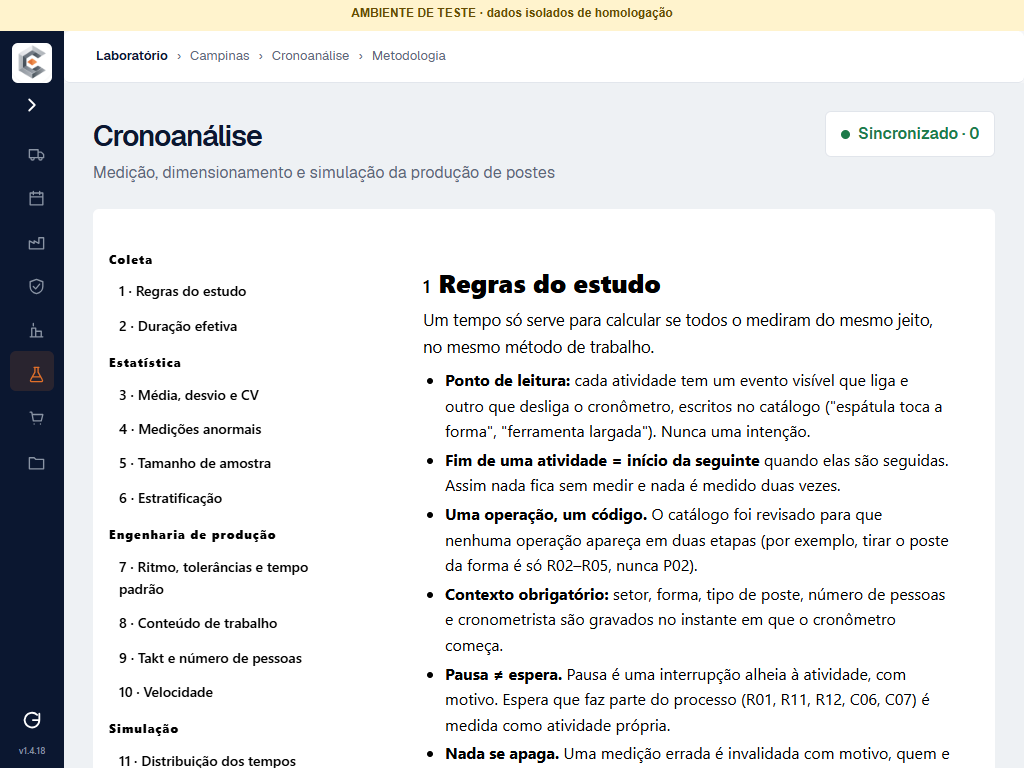 AMBIENTE DE TESTE · dados isolados de homologação
Laboratório › Campinas › Cronoanálise › Metodologia
Cronoanálise
Sincronizado · 0
Medição, dimensionamento e simulação da produção de postes
Coleta
1 · Regras do estudo
2 · Duração efetiva
Estatística
3 · Média, desvio e CV
4 · Medições anormais
5 · Tamanho de amostra
6 · Estratificação
Engenharia de produção
7 · Ritmo, tolerâncias e tempo
padrão
8 · Conteúdo de trabalho
9 · Takt e número de pessoas
10 · Velocidade
Simulação
11 · Distribuição dos tempos
1 Regras do estudo
Um tempo só serve para calcular se todos o mediram do mesmo jeito,
no mesmo método de trabalho.
• Ponto de leitura: cada atividade tem um evento visível que liga e
outro que desliga o cronômetro, escritos no catálogo ("espátula toca a
forma", "ferramenta largada"). Nunca uma intenção.
• Fim de uma atividade = início da seguinte quando elas são seguidas.
Assim nada fica sem medir e nada é medido duas vezes.
• Uma operação, um código. O catálogo foi revisado para que
nenhuma operação apareça em duas etapas (por exemplo, tirar o poste
da forma é só R02–R05, nunca P02).
• Contexto obrigatório: setor, forma, tipo de poste, número de pessoas
e cronometrista são gravados no instante em que o cronômetro
começa.
• Pausa ≠ espera. Pausa é uma interrupção alheia à atividade, com
motivo. Espera que faz parte do processo (R01, R11, R12, C06, C07) é
medida como atividade própria.
• Nada se apaga. Uma medição errada é invalidada com motivo, quem e
v1.4.18